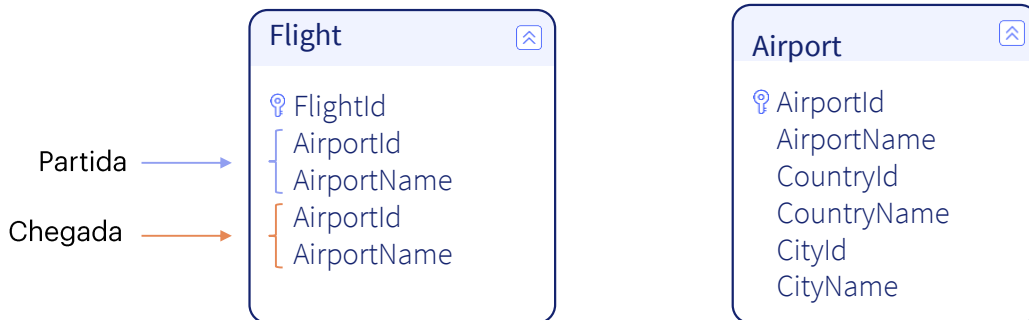 Flight
FlightId
AirportId
AirportName
AirportId
AirportName
Partida
Chegada
Airport
AirportId
AirportName
CountryId
CountryName
CityId
CityName